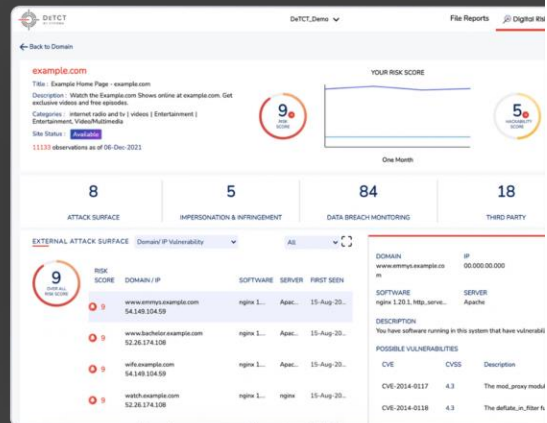 DeTCT
DeTCT_Demo
File Reports
Digital Ris
Back to Domain
example.com
Title : Example Home Page - example.com
Description : Watch the Example.com Shows online at example.com. Get
exclusive videos and free episodes.
Categories : internet radio and tv | videos | Entertainment |
Entertainment, Video/Multimedia
Site Status : Available
11133 observations as of 06-Dec-2021
9
RISK
SCORE
YOUR RISK SCORE
One Month
5
HACKABILITY
SCORE
8
ATTACK SURFACE
5
IMPERSONATION & INFRINGEMENT
84
DATA BREACH MONITORING
18
THIRD PARTY
EXTERNAL ATTACK SURFACE
Domain/ IP Vulnerability
All
9
OVER ALL
RISK SCORE
RISK
SCORE DOMAIN / IP SOFTWARE SERVER FIRST SEEN
9 www.emmys.example.com nginx 1.... Apac... 15-Aug-20...
54.149.104.59
9 www.bachelor.example.com nginx 1.... Apac... 15-Aug-20...
52.26.174.108
9 wife.example.com nginx 1.... Apac... 15-Aug-20...
54.149.104.59
9 watch.example.com nginx 1.... nginx 15-Aug-20...
52.26.174.108
DOMAIN IP
www.emmys.example.co 00.000.00.000
m
SOFTWARE SERVER
nginx 1.20.1, http_serve... Apache
DESCRIPTION
You have software running in this system that have vulnerabili
POSSIBLE VULNERABILITIES
CVE CVSS Description
CVE-2014-0117 4.3 The mod_proxy modul
CVE-2014-0118 4.3 The deflate_in_filter fu